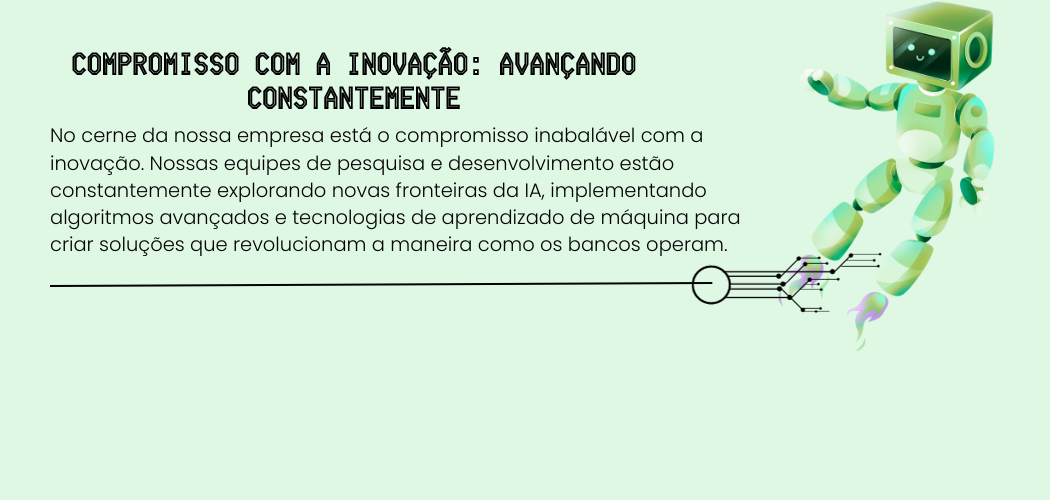 COMPROMISSO COM A INOVAÇÃO: AVANÇANDO
CONSTANTEMENTE
No cerne da nossa empresa está o compromisso inabalável com a
inovação. Nossas equipes de pesquisa e desenvolvimento estão
constantemente explorando novas fronteiras da IA, implementando
algoritmos avançados e tecnologias de aprendizado de máquina para
criar soluções que revolucionam a maneira como os bancos operam.